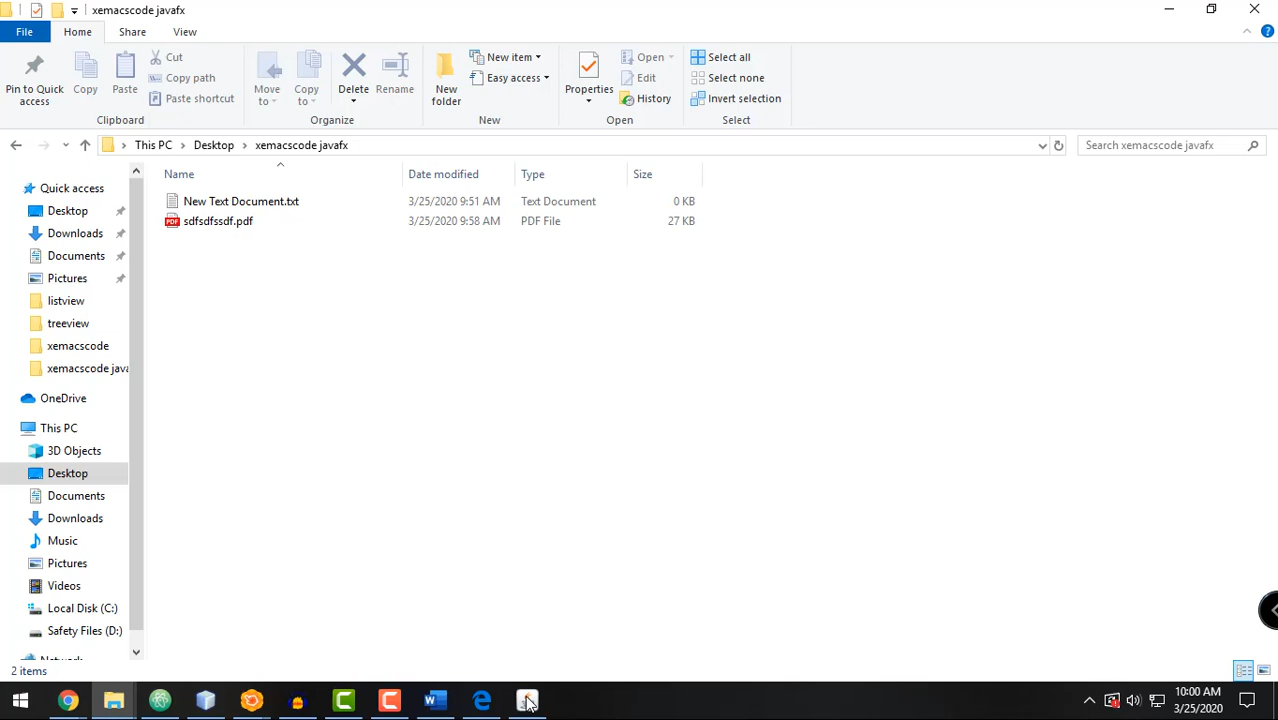 xemacscode javafx
File Home Share View
Pin to Quick access
Copy
Paste
Cut
Copy path
Paste shortcut
Clipboard
Move to
Copy to
Delete
Rename
Organize
New folder
New item
Easy access
New
Properties
Open
Edit
History
Open
Select all
Select none
Invert selection
Select
This PC > Desktop > xemacscode javafx
Search xemacscode javafx
Name Date modified Type Size
New Text Document.txt 3/25/2020 9:51 AM Text Document 0 KB
PDF sdfsdfssdf.pdf 3/25/2020 9:58 AM PDF File 27 KB
Quick access
Desktop
Downloads
Documents
Pictures
listview
treeview
xemacscode
xemacscode java
OneDrive
This PC
3D Objects
Desktop
Documents
Downloads
Music
Pictures
Videos
Local Disk (C:)
Safety Files (D:)
2 items
10:00 AM
3/25/2020